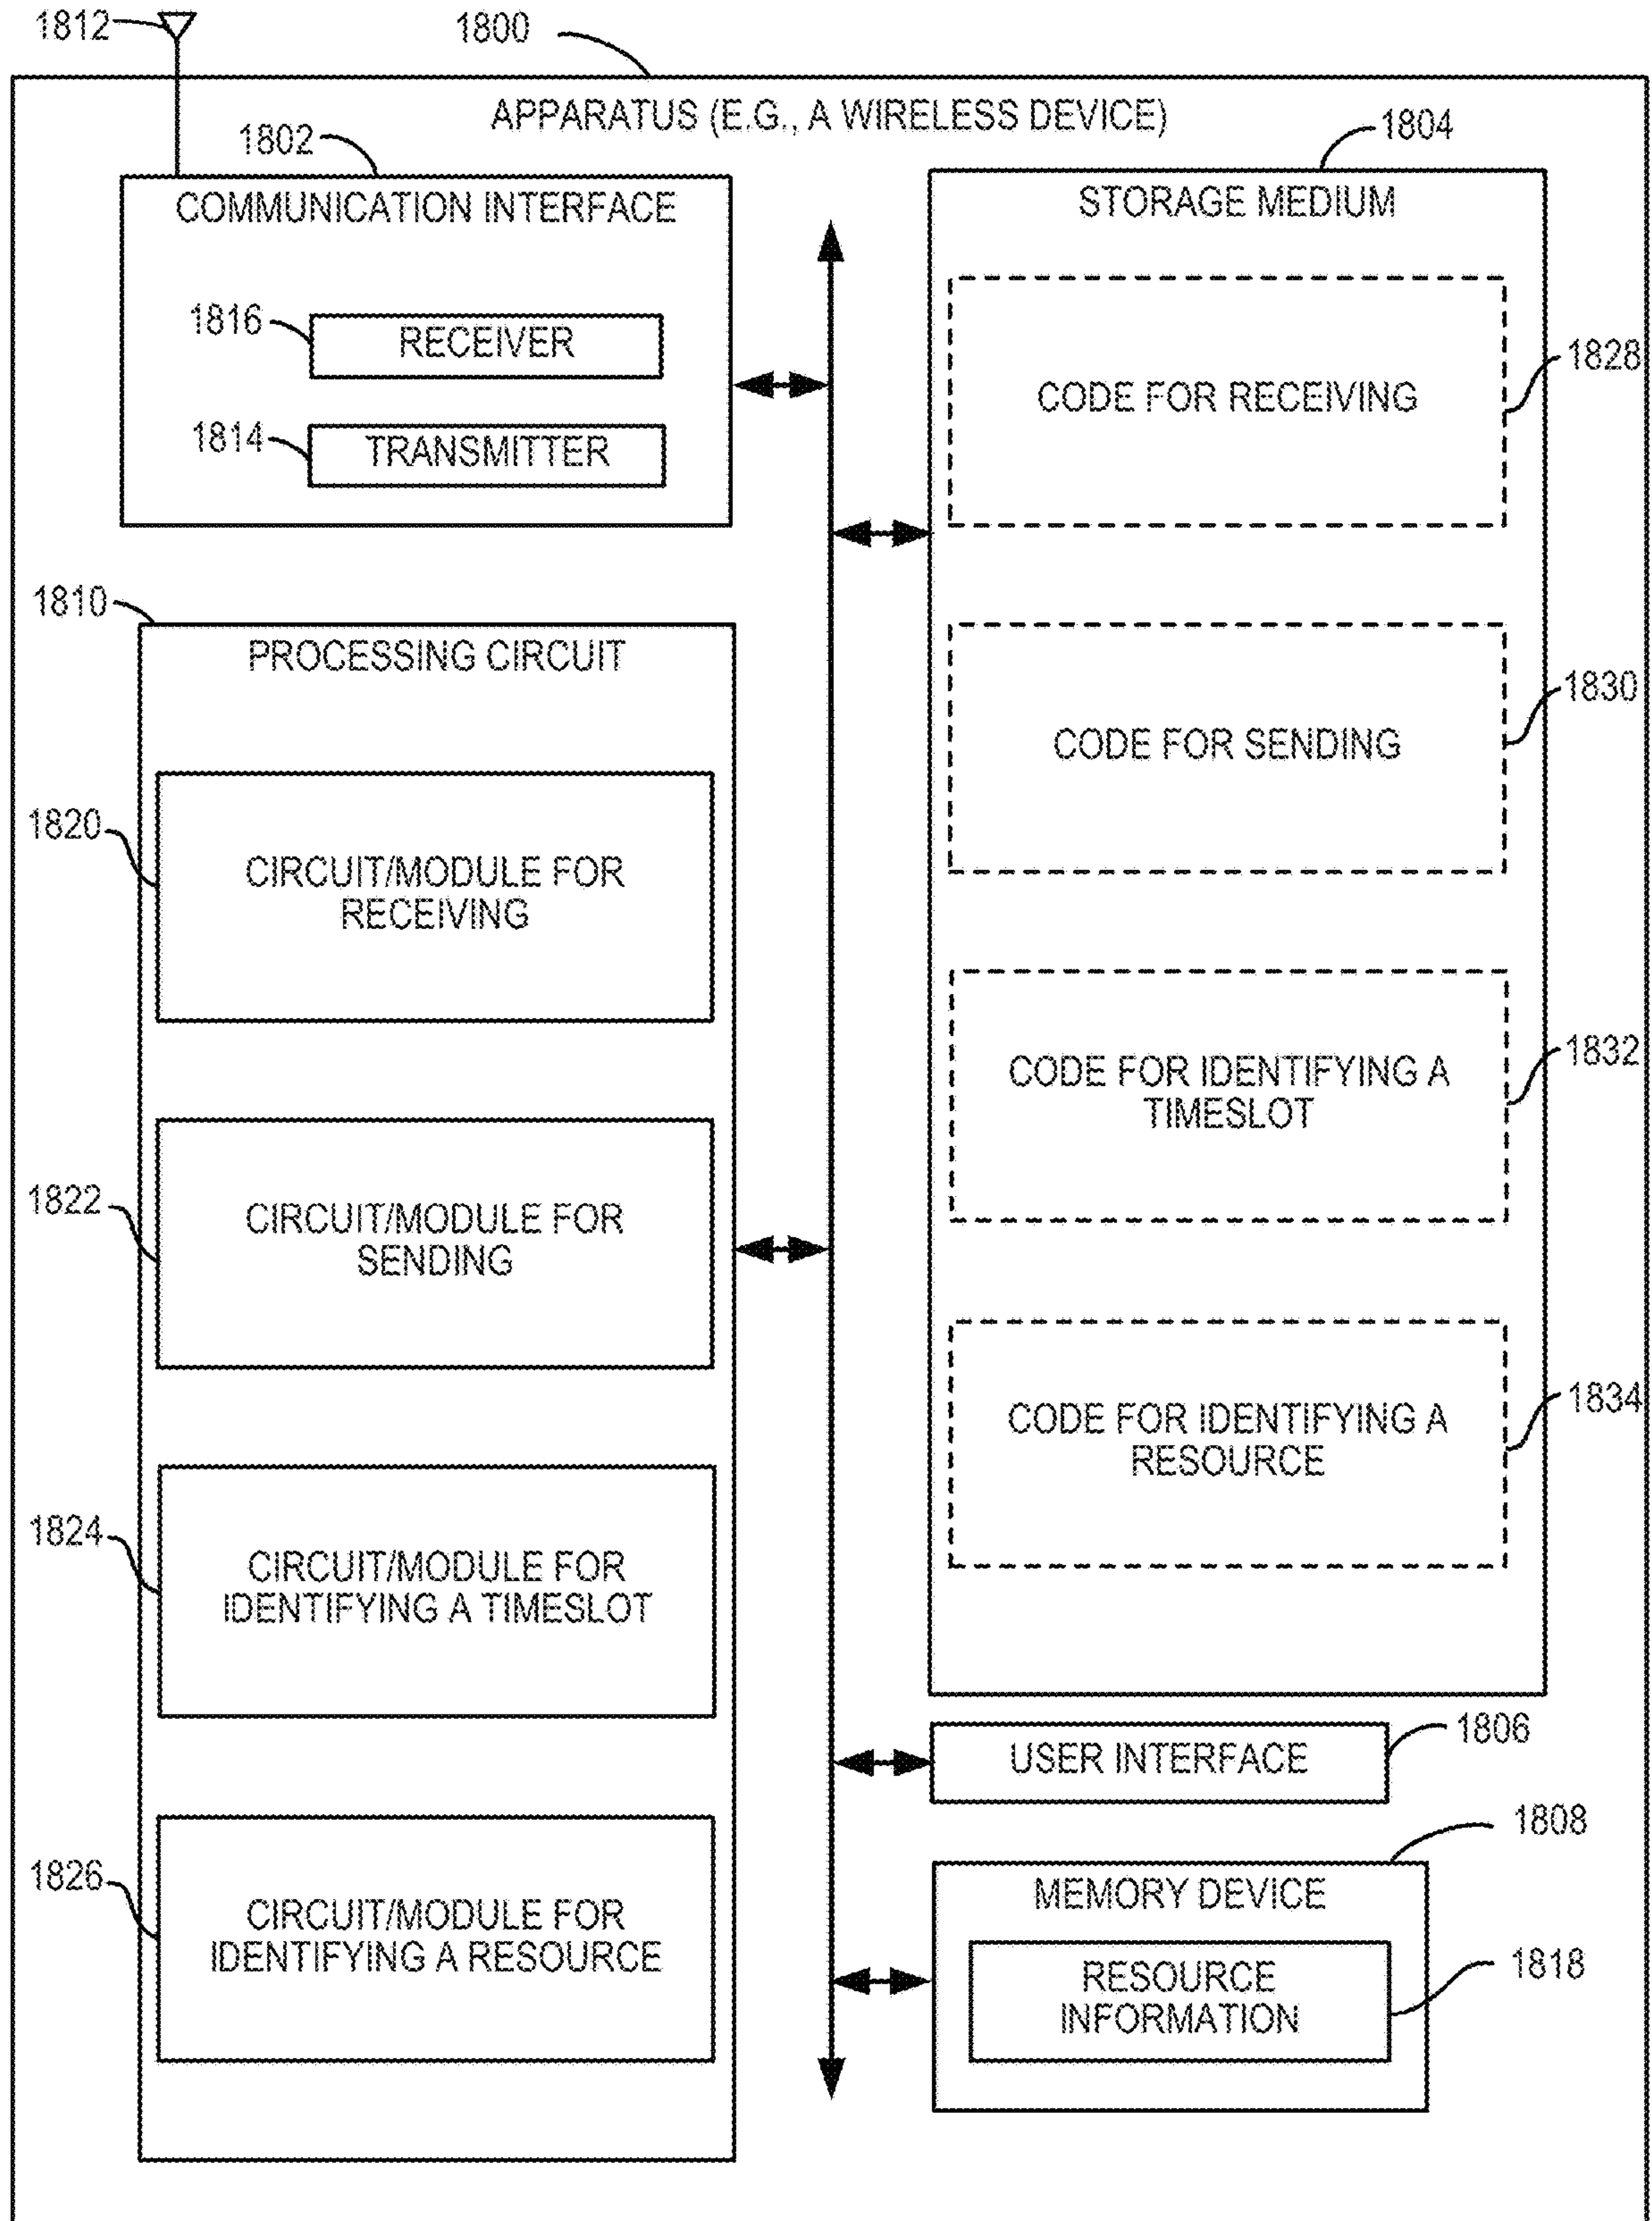 1812
1800
APPARATUS (E.G., A WIRELESS DEVICE)
1802
COMMUNICATION INTERFACE
1816
RECEIVER
1814
TRANSMITTER
1810
PROCESSING CIRCUIT
1820
CIRCUIT/MODULE FOR
RECEIVING
1822
CIRCUIT/MODULE FOR
SENDING
1824
CIRCUIT/MODULE FOR
IDENTIFYING A TIMESLOT
1826
CIRCUIT/MODULE FOR
IDENTIFYING A RESOURCE
1804
STORAGE MEDIUM
CODE FOR RECEIVING
1828
CODE FOR SENDING
1830
CODE FOR IDENTIFYING A
TIMESLOT
1832
CODE FOR IDENTIFYING A
RESOURCE
1834
USER INTERFACE
1806
1808
MEMORY DEVICE
RESOURCE
INFORMATION
1818